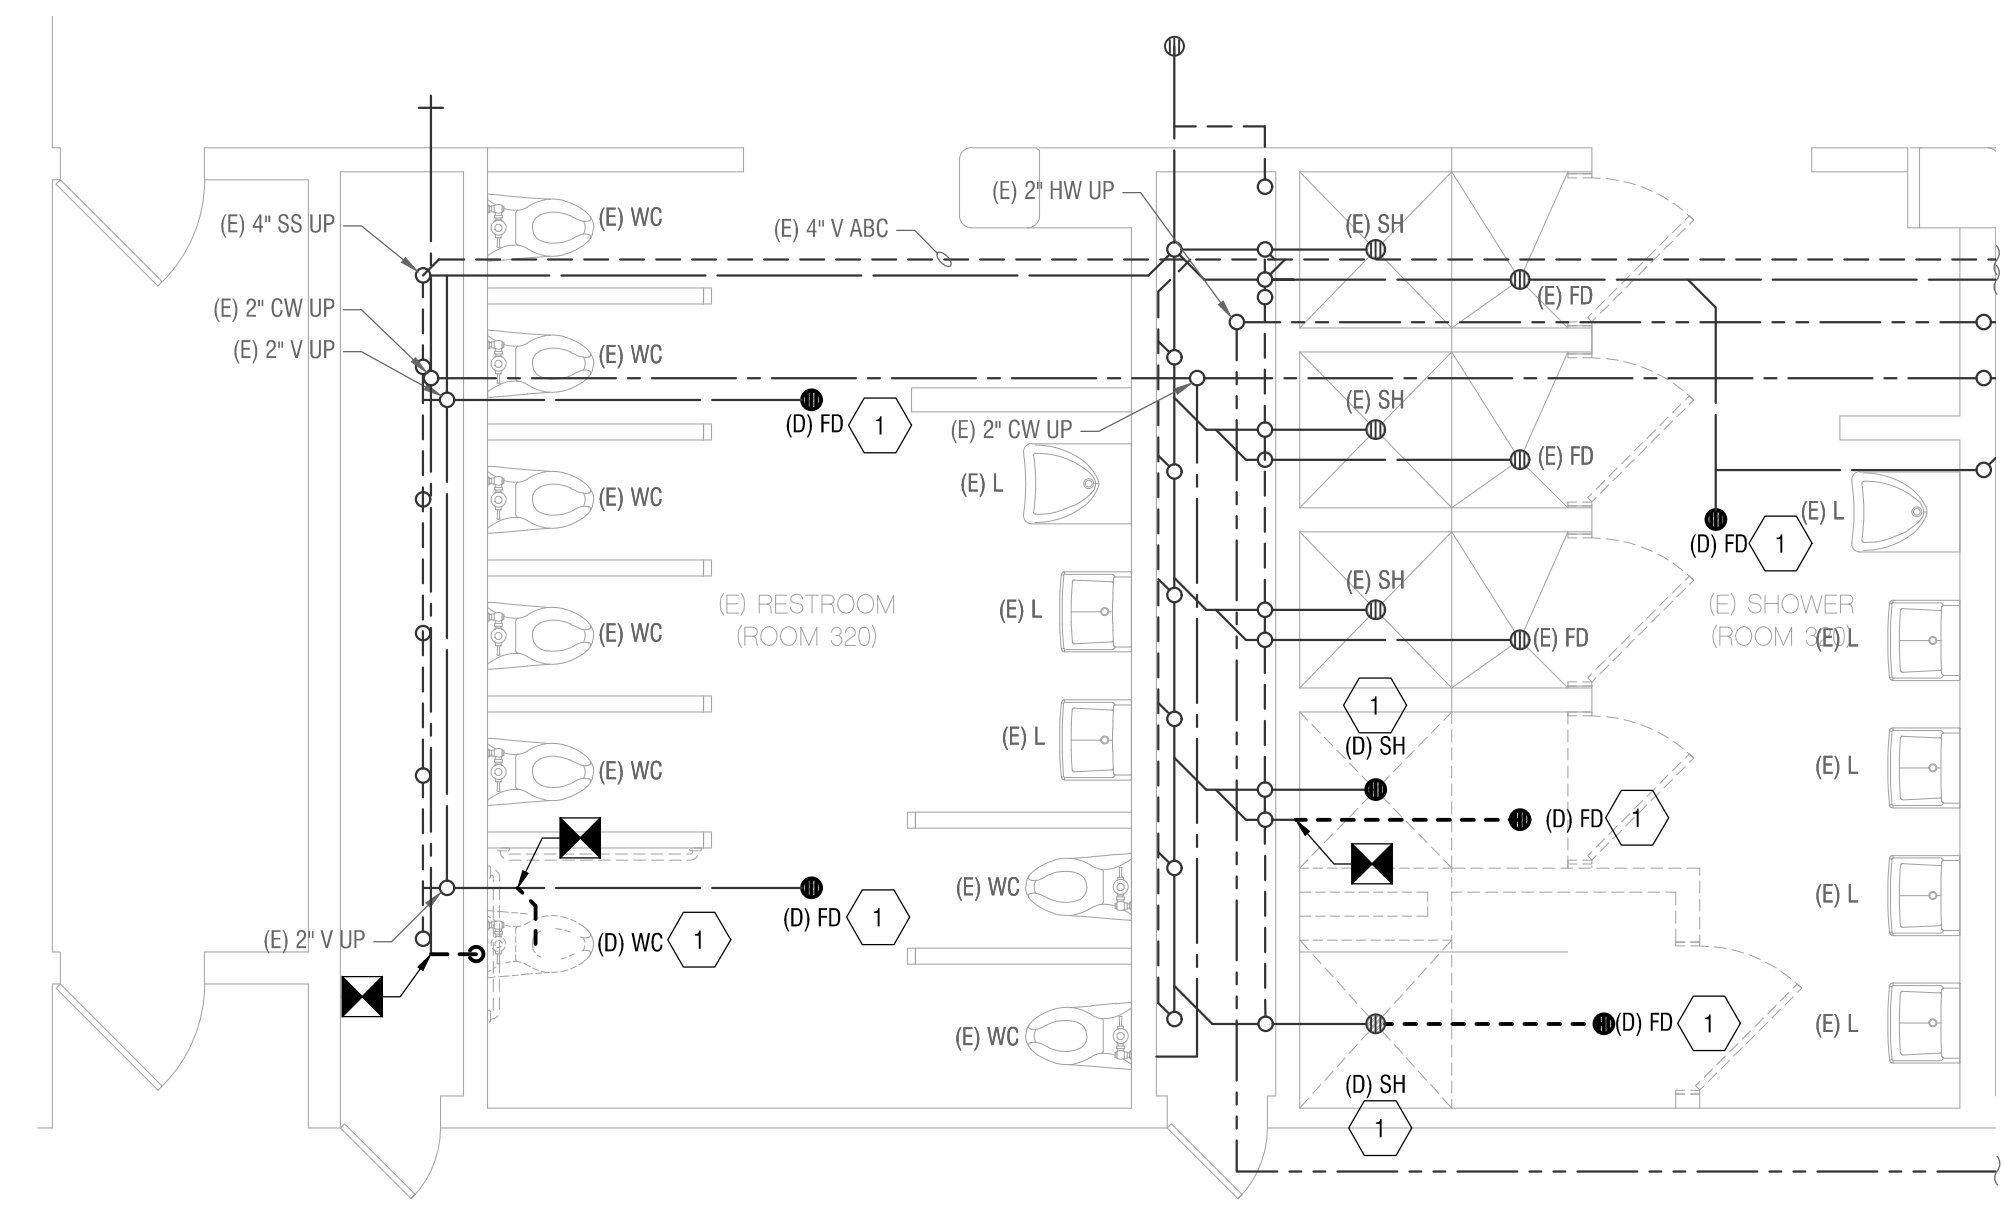 (E) 2" HW UP
(E) WC
(E) 4" SS UP
(E) 4" V ABC
(E) SH
(E) FD
(E) 2" CW UP
(E) 2" V UP
(E) WC
(E) SH
(D) FD
1
(E) 2" CW UP
(E) FD
(E) L
(E) WC
(E) L
(D) FD
1
(E) SH
(E) RESTROOM
(ROOM 320)
(E) L
(E) SHOWER
(ROOM 320)
(E) WC
(E) FD
(E) L
1
(E) L
(D) SH
(E) WC
(E) L
(D) FD
1
(E) WC
(E) L
(D) FD
1
(E) 2" V UP
(D) WC
1
(D) FD
1
(E) WC
(E) L
(D) SH
1